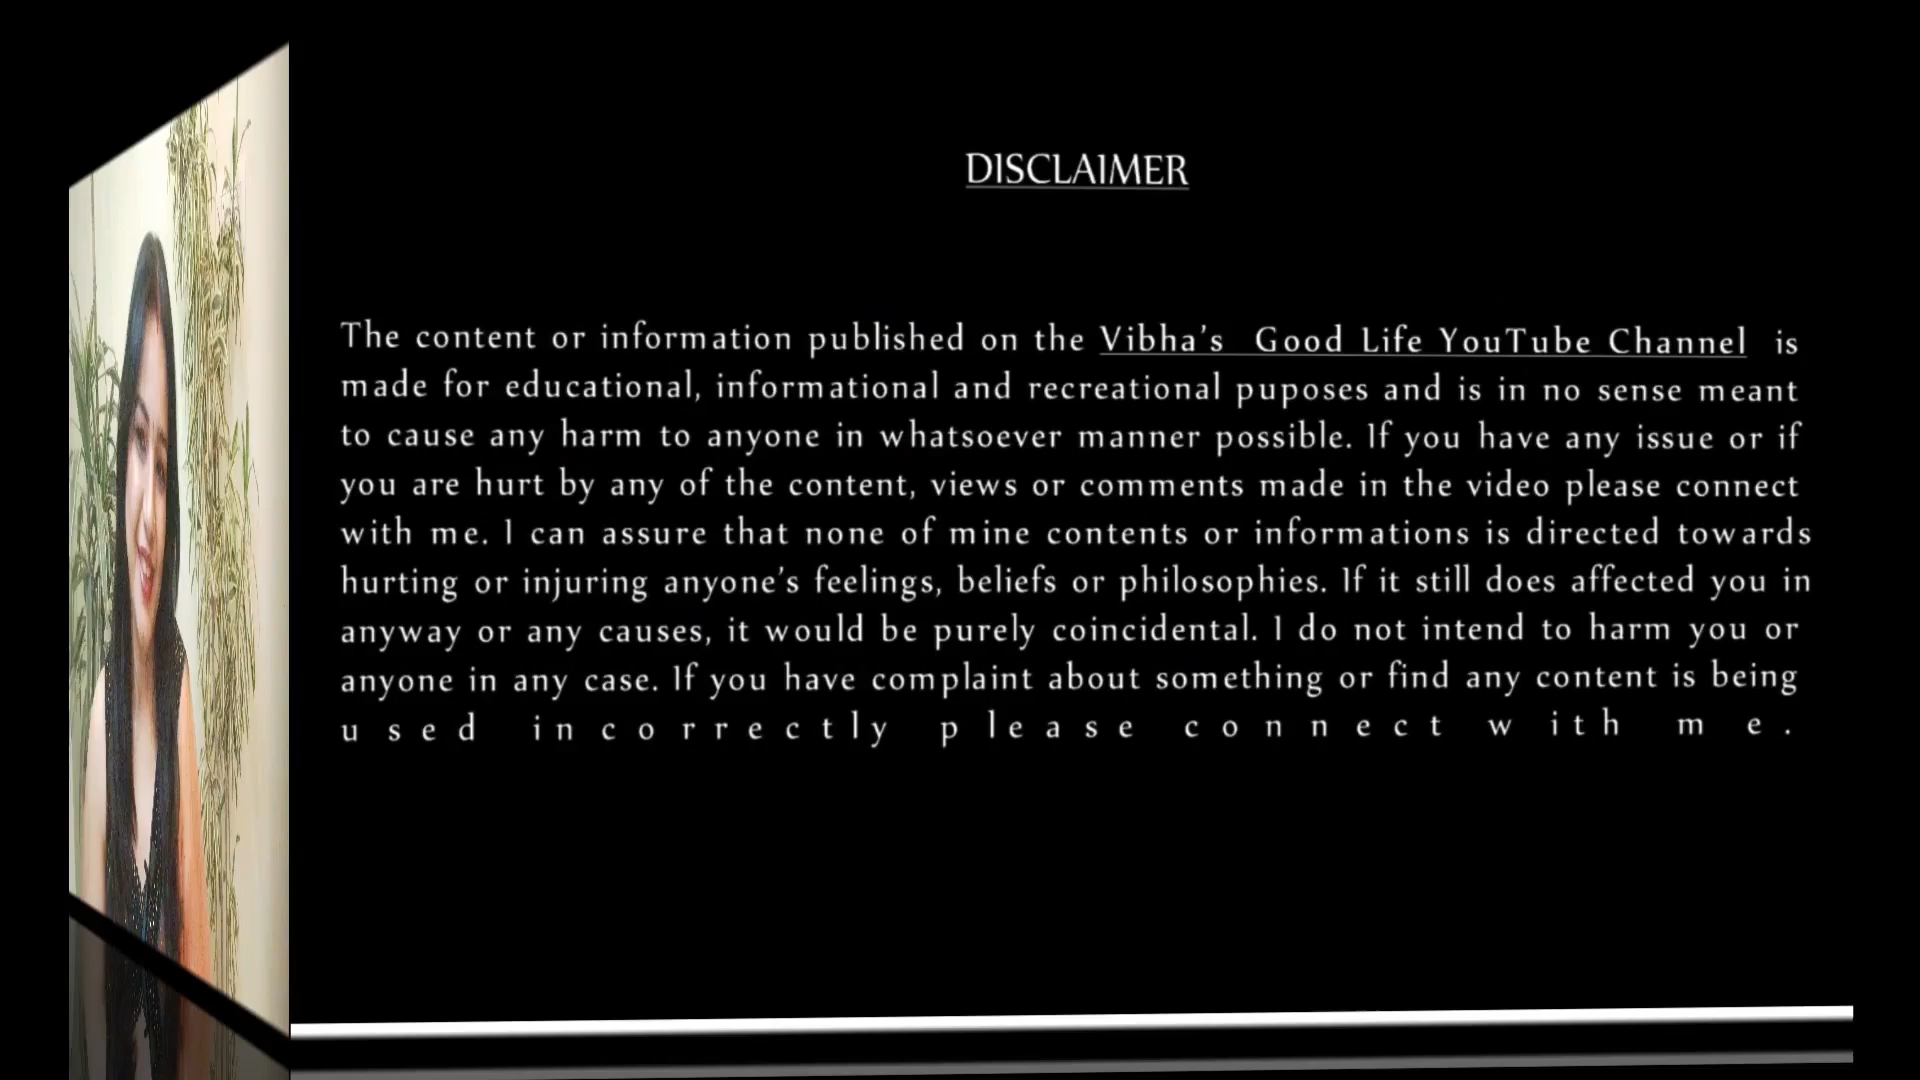 DISCLAIMER
The content or information published on the Vibha's Good Life YouTube Channel is
made for educational, informational and recreational puposes and is in no sense meant
to cause any harm to anyone in whatsoever manner possible. If you have any issue or if
you are hurt by any of the content, views or comments made in the video please connect
with me. I can assure that none of mine contents or informations is directed towards
hurting or injuring anyone's feelings, beliefs or philosophies. If it still does affected you in
anyway or any causes, it would be purely coincidental. I do not intend to harm you or
anyone in any case. If you have complaint about something or find any content is being
used incorrectly please connect with me.